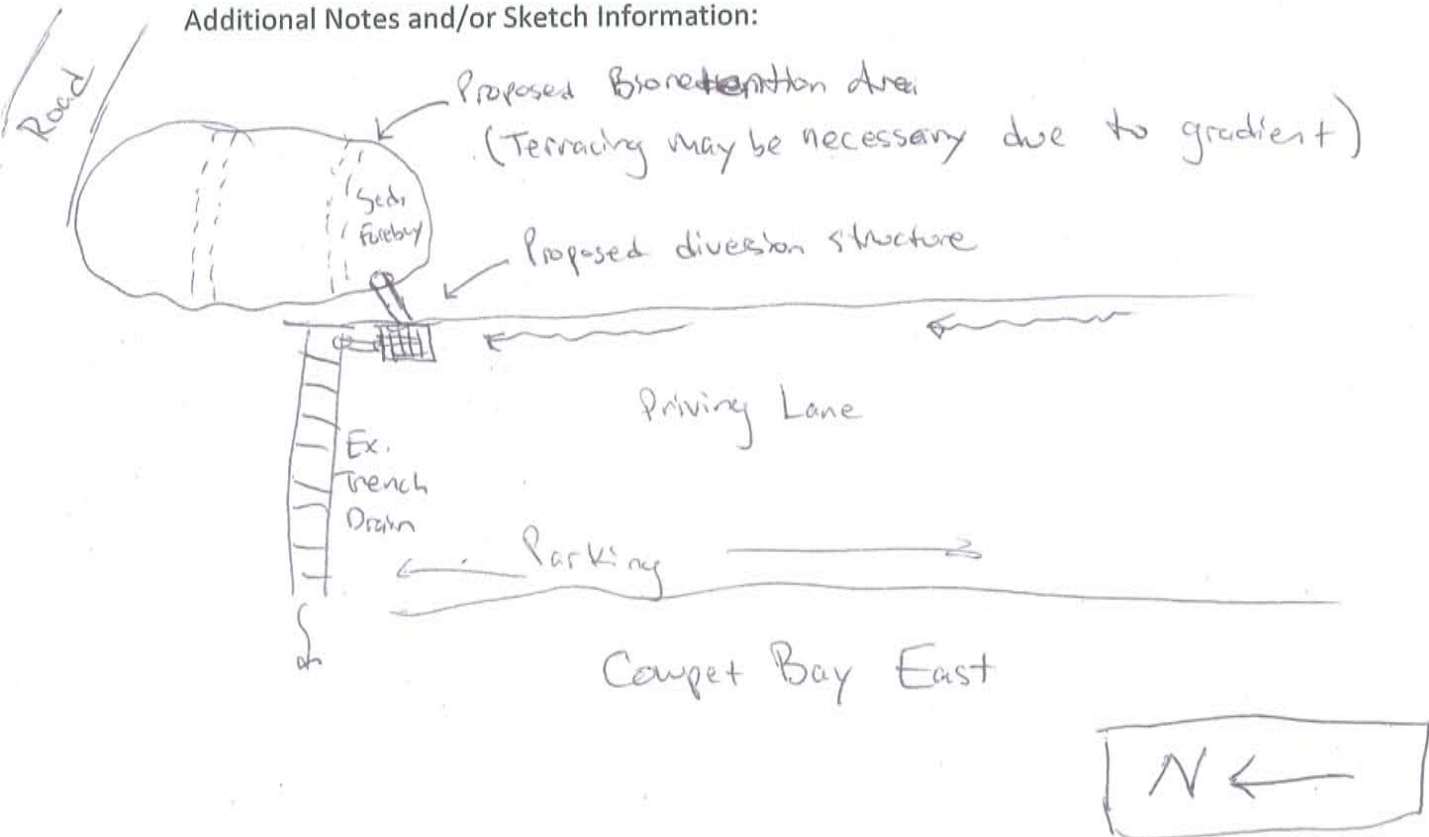 Additional Notes and/or Sketch Information:
Road
Proposed Bioretention Area
(Terracing may be necessary due to gradient)
Sed.
Forebay
Proposed diversion structure
Driving Lane
Ex.
Trench
Drain
Parking
Cowpet Bay East
N